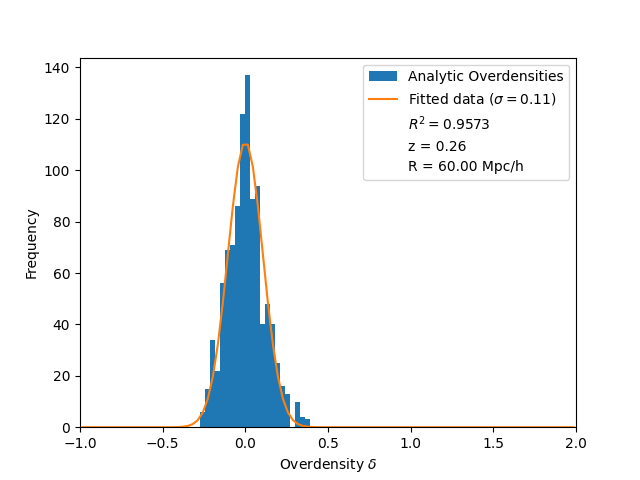 140
120
100
80
60
40
20
0
Frequency
−1.0 −0.5 0.0 0.5 1.0 1.5 2.0
Overdensity δ
Analytic Overdensities
Fitted data (σ = 0.11)
R² = 0.9573
z = 0.26
R = 60.00 Mpc/h